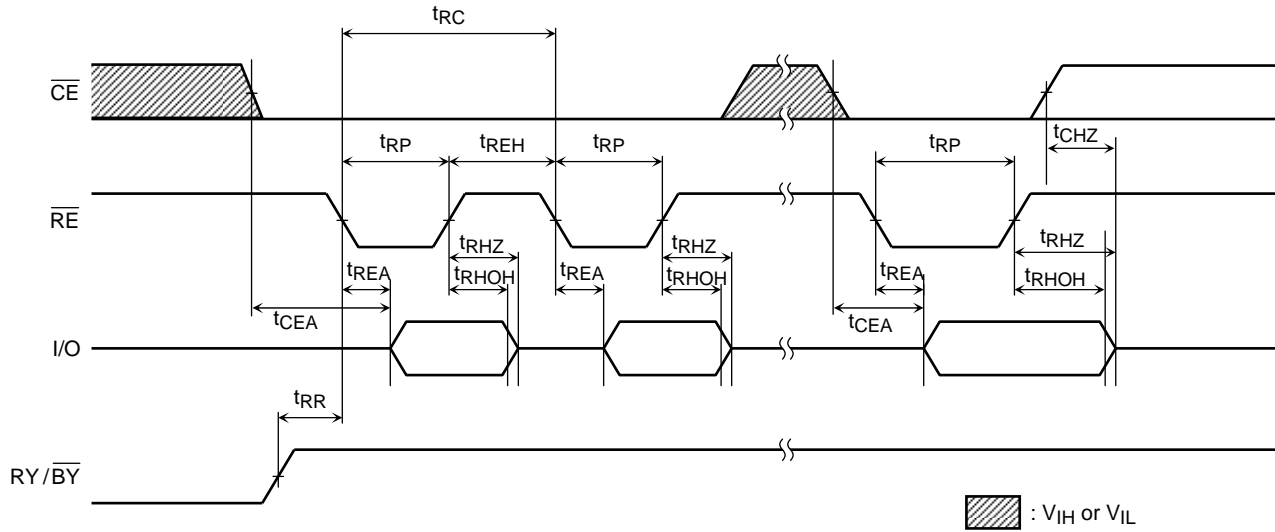 tRC
CE
tCHZ
tRP tREH tRP tRP
RE
tRHZ tRHZ tRHZ
tREA tRHOH tREA tRHOH tREA tRHOH
tCEA tCEA
I/O
tRR
RY/BY
: VIH or VIL